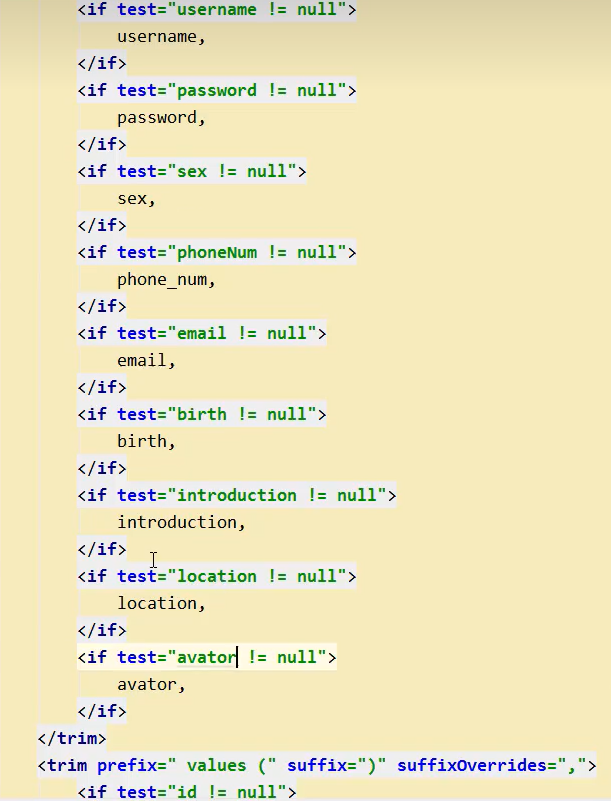 <if test="username != null">
username,
</if>
<if test="password != null">
password,
</if>
<if test="sex != null">
sex,
</if>
<if test="phoneNum != null">
phone_num,
</if>
<if test="email != null">
email,
</if>
<if test="birth != null">
birth,
</if>
<if test="introduction != null">
introduction,
</if>
<if test="location != null">
location,
</if>
<if test="avator != null">
avator,
</if>
</trim>
<trim prefix=" values (" suffix=")" suffixOverrides=",">
<if test="id != null">